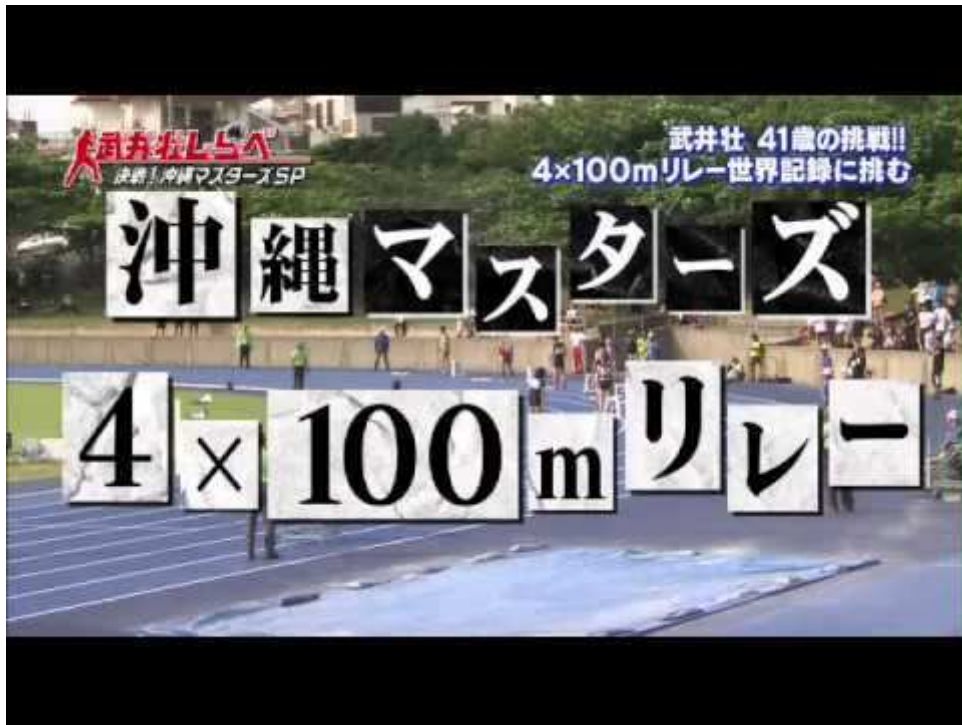 武井壮しらべ
決戦!沖縄マスターズSP
武井壮 41歳の挑戦!!
4×100mリレー世界記録に挑む
沖縄マスターズ
4×100mリレー